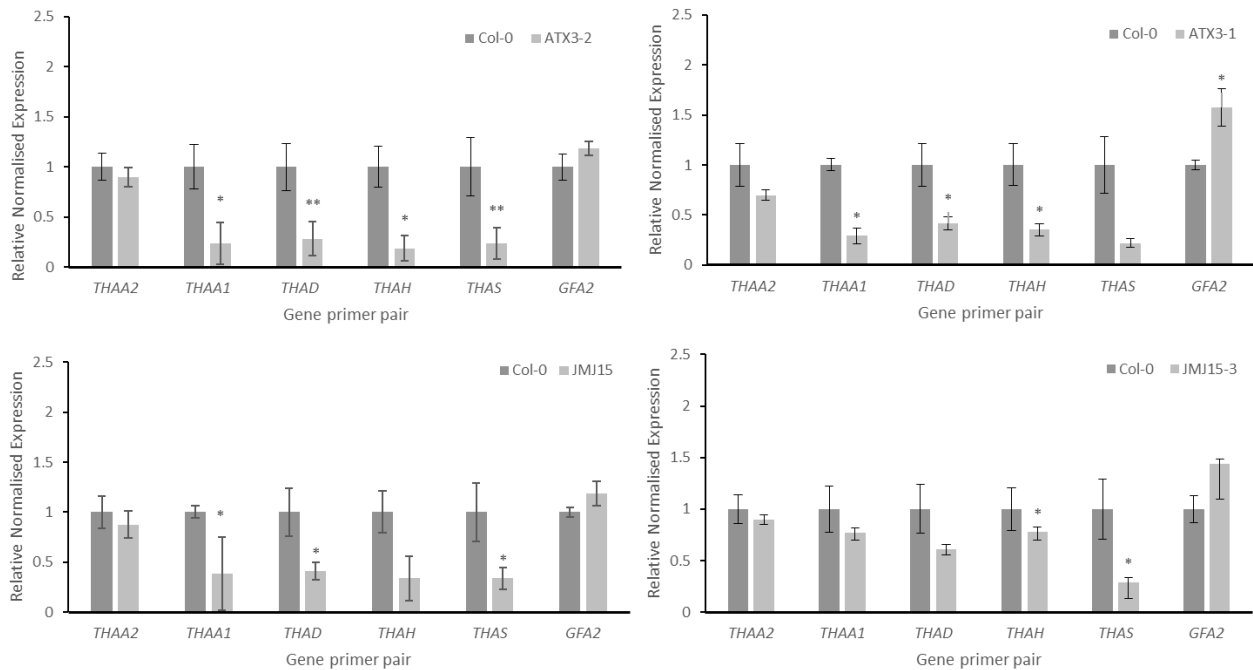 2.5
Col-0 ATX3-2
2
1.5
1
0.5
0
Relative Normalised Expression
* ** * **
THAA2 THAA1 THAD THAH THAS GFA2
Gene primer pair
2.5
Col-0 ATX3-1
2
1.5
1
0.5
0
Relative Normalised Expression
* * * *
THAA2 THAA1 THAD THAH THAS GFA2
Gene primer pair
2.5
Col-0 JMJ15
2
1.5
1
0.5
0
Relative Normalised Expression
* * *
THAA2 THAA1 THAD THAH THAS GFA2
Gene primer pair
2.5
Col-0 JMJ15-3
2
1.5
1
0.5
0
Relative Normalised Expression
* *
THAA2 THAA1 THAD THAH THAS GFA2
Gene primer pair